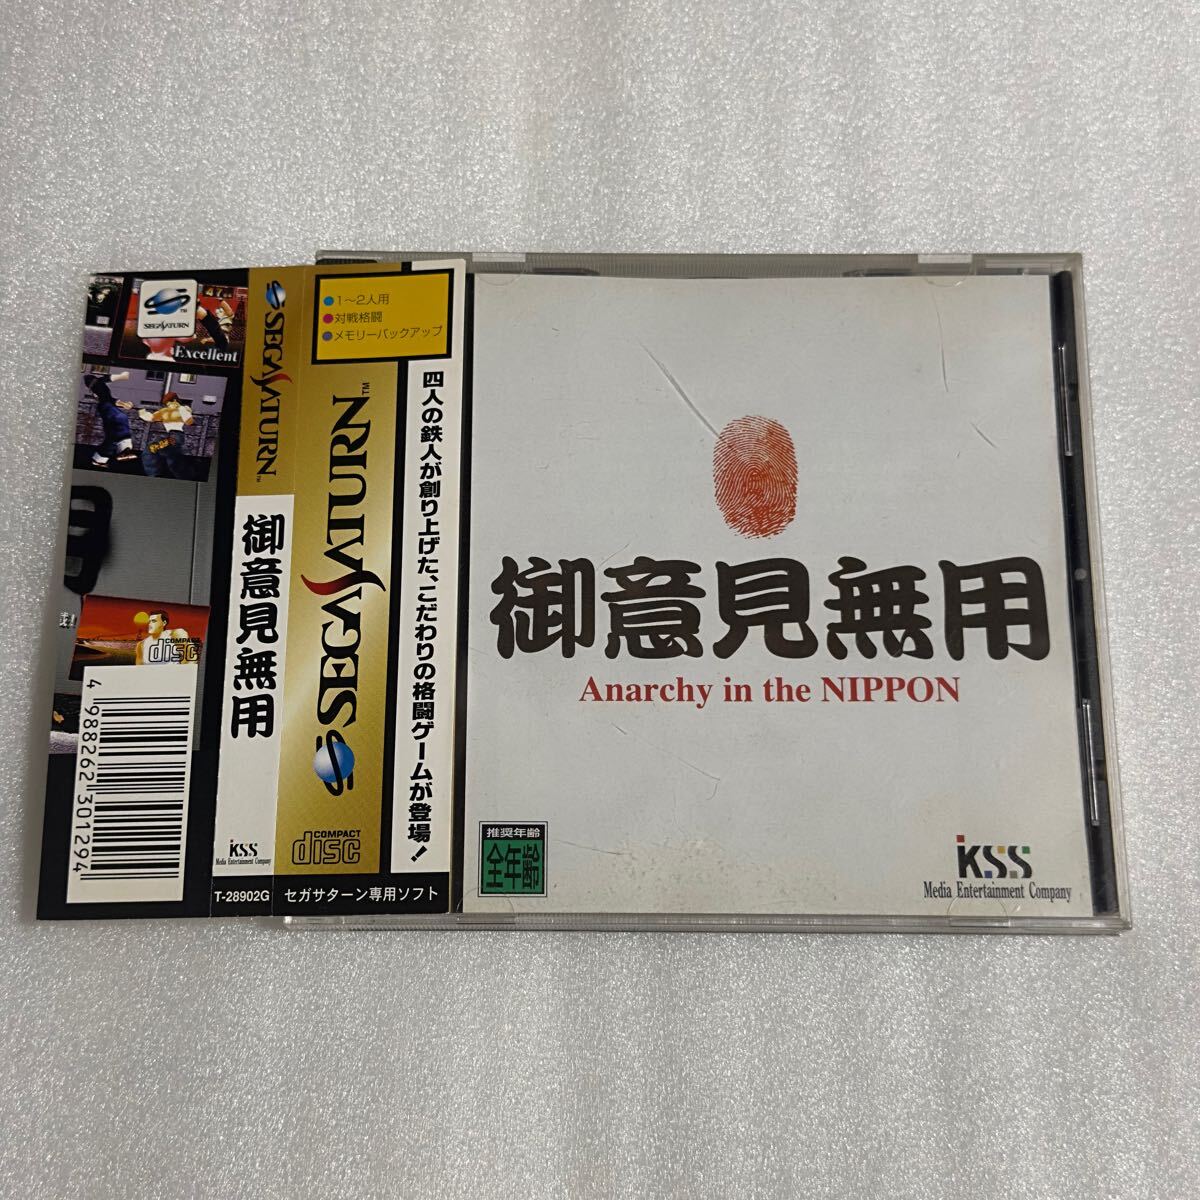 SEGA SATURN
TM
Excellent
COMPACT
disc
4 988262 301294
SEGA SATURN
TM
御意見無用
KSS
Media Entertainment Company
T-28902G
1〜2人用
対戦格闘
メモリーバックアップ
SEGA SATURN
TM
COMPACT
disc
セガサターン専用ソフト
四人の鉄人が創り上げた、こだわりの格闘ゲームが登場!
御意見無用
Anarchy in the NIPPON
推奨年齢
全年齢
KSS
Media Entertainment Company